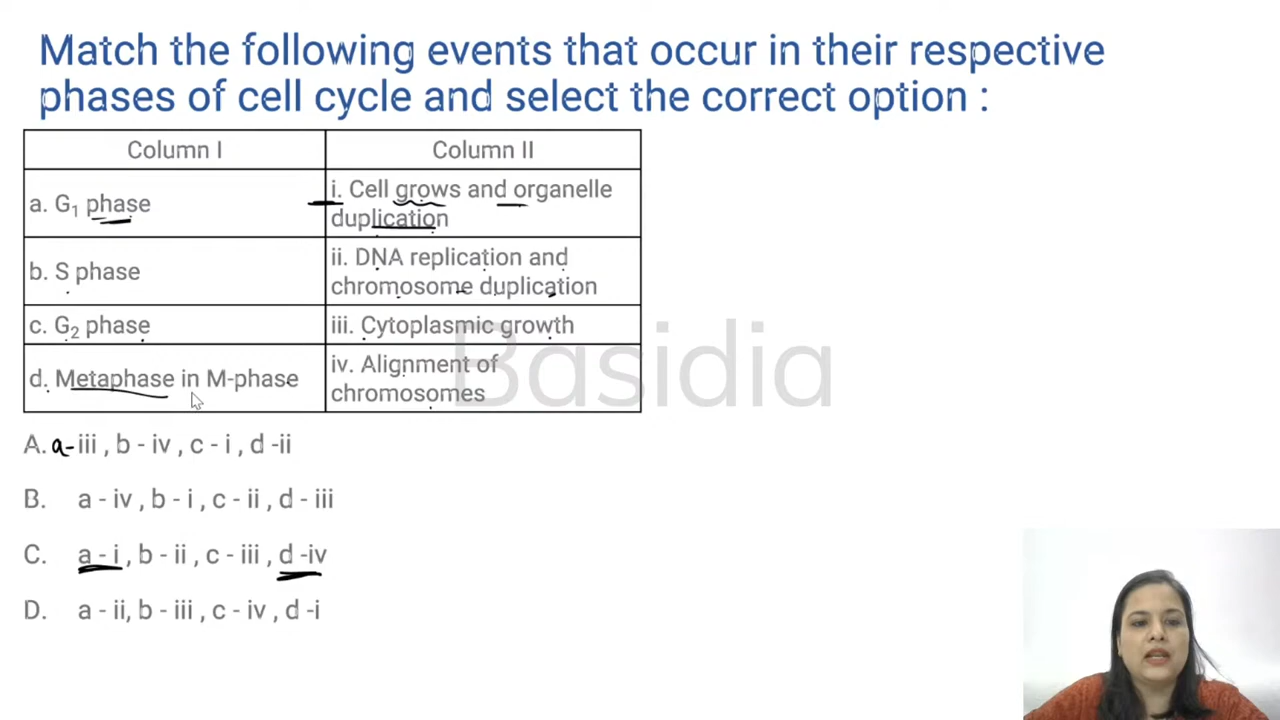 Match the following events that occur in their respective
phases of cell cycle and select the correct option :
Column I
Column II
a. G₁ phase
i. Cell grows and organelle
duplication
b. S phase
ii. DNA replication and
chromosome duplication
c. G₂ phase
iii. Cytoplasmic growth
d. Metaphase in M-phase
iv. Alignment of
chromosomes
Basidia
A. a-iii , b - iv , c - i , d -ii
B. a - iv , b - i , c - ii , d - iii
C. a - i , b - ii , c - iii , d -iv
D. a - ii, b - iii , c - iv , d -i